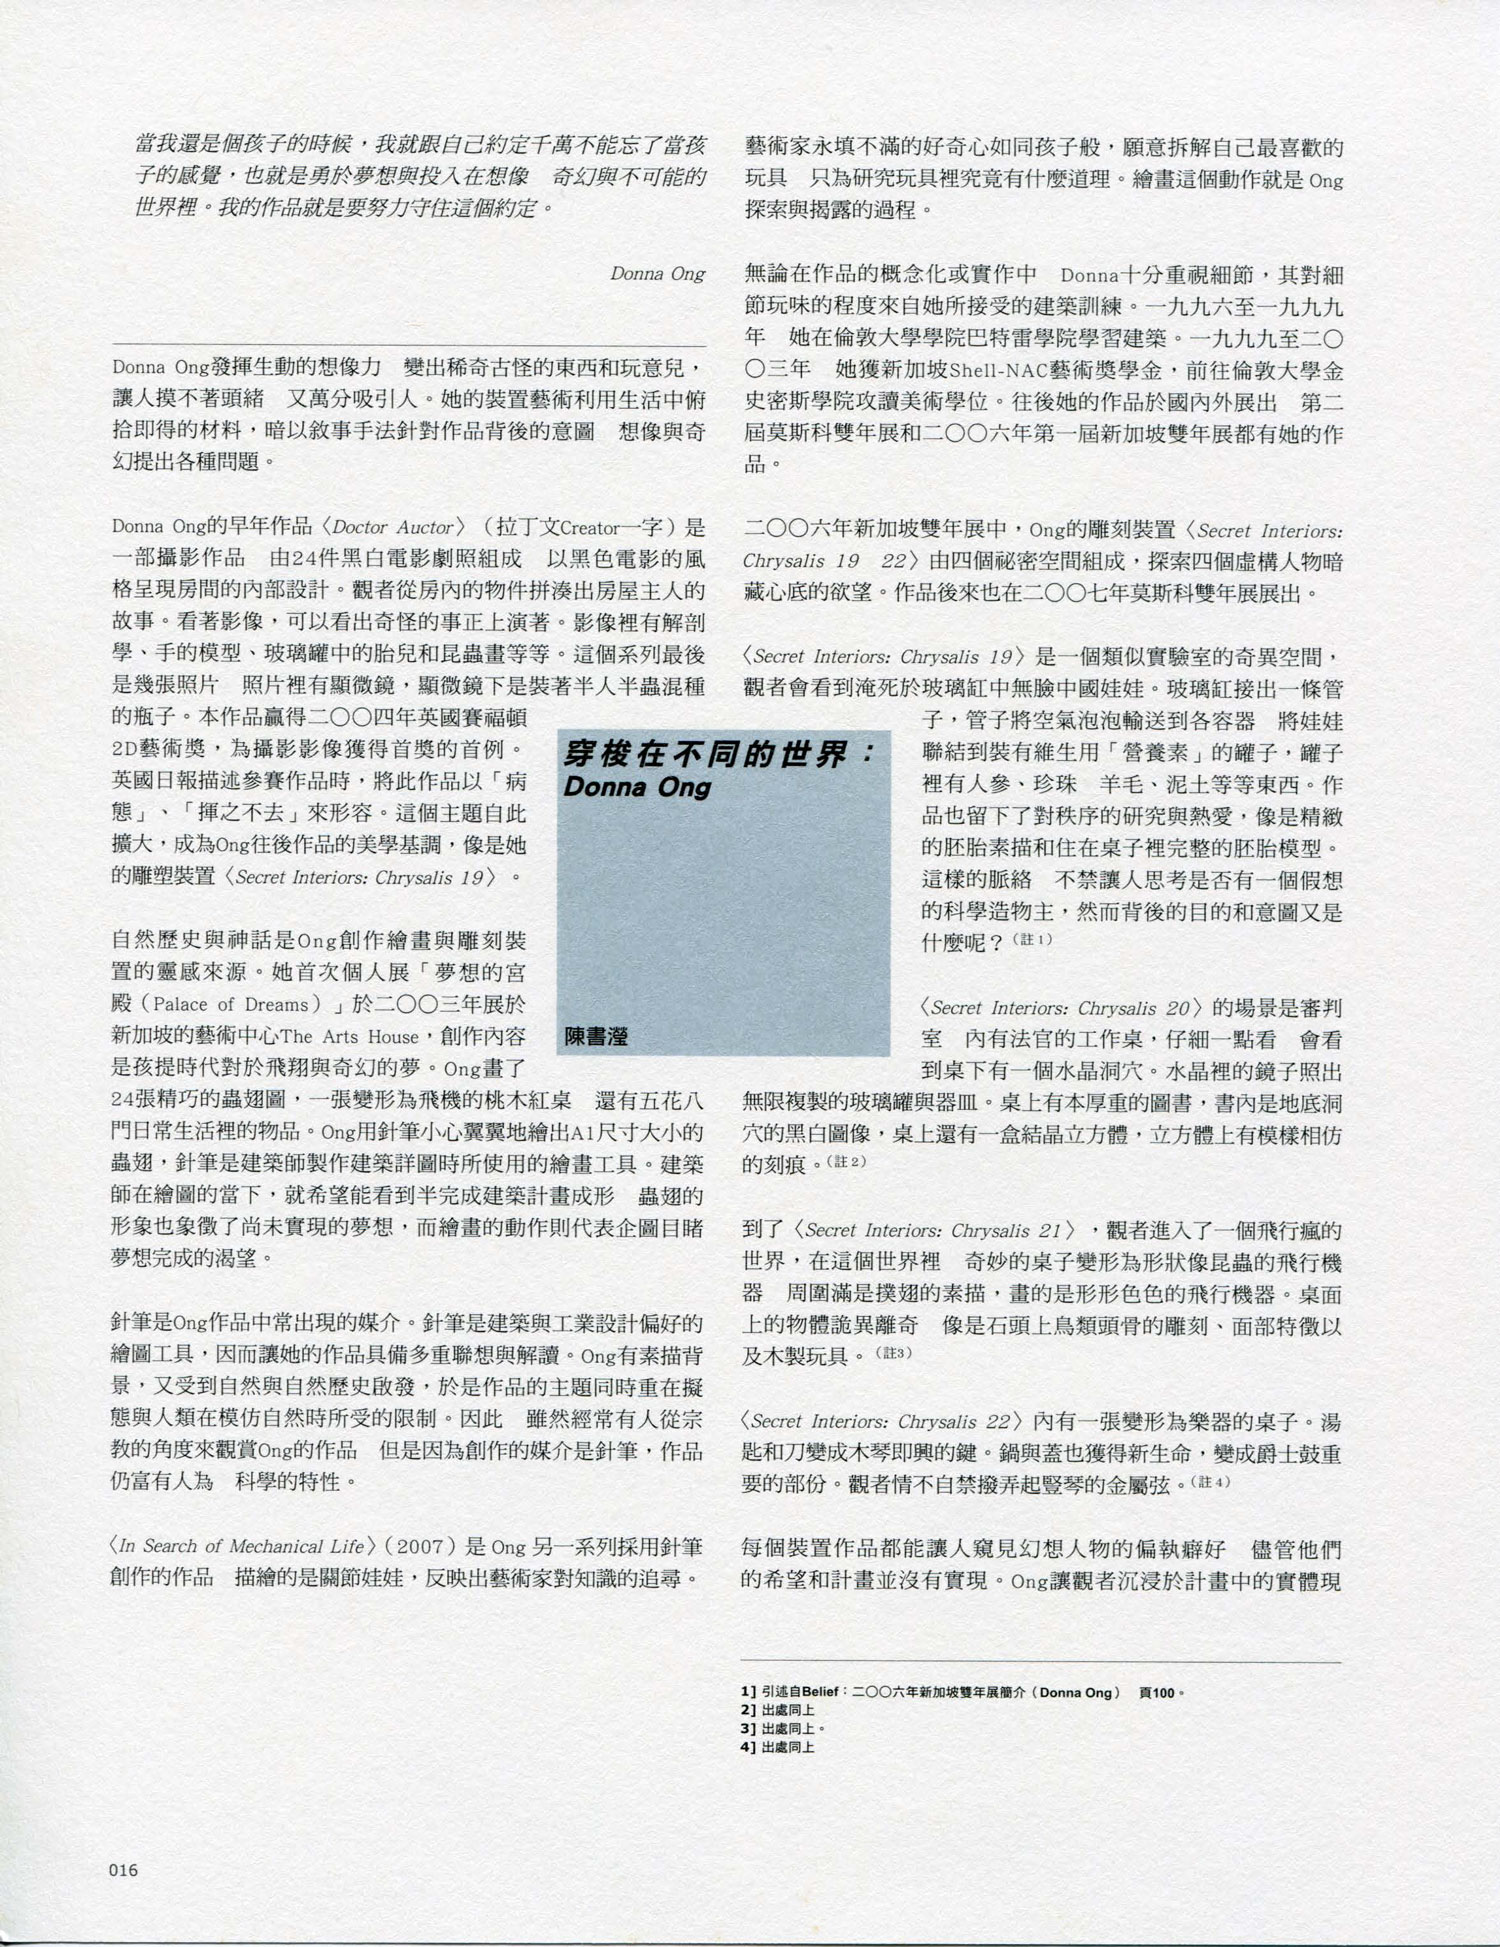 當我還是個孩子的時候，我就跟自己約定千萬不能忘了當孩
子的感覺，也就是勇於夢想與投入在想像　奇幻與不可能的
世界裡。我的作品就是要努力守住這個約定。
Donna Ong
Donna Ong發揮生動的想像力　變出稀奇古怪的東西和玩意兒，
讓人摸不著頭緒　又萬分吸引人。她的裝置藝術利用生活中俯
拾即得的材料，暗以敘事手法針對作品背後的意圖　想像與奇
幻提出各種問題。
Donna Ong的早年作品〈Doctor Auctor〉（拉丁文Creator一字）是
一部攝影作品　由24件黑白電影劇照組成　以黑色電影的風
格呈現房間的內部設計。觀者從房內的物件拼湊出房屋主人的
故事。看著影像，可以看出奇怪的事正上演著。影像裡有解剖
學、手的模型、玻璃罐中的胎兒和昆蟲畫等等。這個系列最後
是幾張照片　照片裡有顯微鏡，顯微鏡下是裝著半人半蟲混種
的瓶子。本作品贏得二〇〇四年英國賽福頓
2D藝術獎，為攝影影像獲得首獎的首例。
英國日報描述參賽作品時，將此作品以「病
態」、「揮之不去」來形容。這個主題自此
擴大，成為Ong往後作品的美學基調，像是她
的雕塑裝置〈Secret Interiors: Chrysalis 19〉。
自然歷史與神話是Ong創作繪畫與雕刻裝
置的靈感來源。她首次個人展「夢想的宮
殿（Palace of Dreams）」於二〇〇三年展於
新加坡的藝術中心The Arts House，創作內容
是孩提時代對於飛翔與奇幻的夢。Ong畫了
24張精巧的蟲翅圖，一張變形為飛機的桃木紅桌　還有五花八
門日常生活裡的物品。Ong用針筆小心翼翼地繪出A1尺寸大小的
蟲翅，針筆是建築師製作建築詳圖時所使用的繪畫工具。建築
師在繪圖的當下，就希望能看到半完成建築計畫成形　蟲翅的
形象也象徵了尚未實現的夢想，而繪畫的動作則代表企圖目睹
夢想完成的渴望。
針筆是Ong作品中常出現的媒介。針筆是建築與工業設計偏好的
繪圖工具，因而讓她的作品具備多重聯想與解讀。Ong有素描背
景，又受到自然與自然歷史啟發，於是作品的主題同時重在擬
態與人類在模仿自然時所受的限制。因此　雖然經常有人從宗
教的角度來觀賞Ong的作品　但是因為創作的媒介是針筆，作品
仍富有人為　科學的特性。
〈In Search of Mechanical Life〉（2007）是 Ong 另一系列採用針筆
創作的作品　描繪的是關節娃娃，反映出藝術家對知識的追尋。
藝術家永填不滿的好奇心如同孩子般，願意拆解自己最喜歡的
玩具　只為研究玩具裡究竟有什麼道理。繪畫這個動作就是 Ong
探索與揭露的過程。
無論在作品的概念化或實作中　Donna十分重視細節，其對細
節玩味的程度來自她所接受的建築訓練。一九九六至一九九九
年　她在倫敦大學學院巴特雷學院學習建築。一九九九至二〇
〇三年　她獲新加坡Shell-NAC藝術獎學金，前往倫敦大學金
史密斯學院攻讀美術學位。往後她的作品於國內外展出　第二
屆莫斯科雙年展和二〇〇六年第一屆新加坡雙年展都有她的作
品。
二〇〇六年新加坡雙年展中，Ong的雕刻裝置〈Secret Interiors:
Chrysalis 19　22〉由四個祕密空間組成，探索四個虛構人物暗
藏心底的欲望。作品後來也在二〇〇七年莫斯科雙年展展出。
〈Secret Interiors: Chrysalis 19〉是一個類似實驗室的奇異空間，
觀者會看到淹死於玻璃缸中無臉中國娃娃。玻璃缸接出一條管
子，管子將空氣泡泡輸送到各容器　將娃娃
聯結到裝有維生用「營養素」的罐子，罐子
裡有人參、珍珠　羊毛、泥土等等東西。作
品也留下了對秩序的研究與熱愛，像是精緻
的胚胎素描和住在桌子裡完整的胚胎模型。
這樣的脈絡　不禁讓人思考是否有一個假想
的科學造物主，然而背後的目的和意圖又是
什麼呢？（註1）
〈Secret Interiors: Chrysalis 20〉的場景是審判
室　內有法官的工作桌，仔細一點看　會看
到桌下有一個水晶洞穴。水晶裡的鏡子照出
無限複製的玻璃罐與器皿。桌上有本厚重的圖書，書內是地底洞
穴的黑白圖像，桌上還有一盒結晶立方體，立方體上有模樣相仿
的刻痕。（註2）
到了〈Secret Interiors: Chrysalis 21〉，觀者進入了一個飛行瘋的
世界，在這個世界裡　奇妙的桌子變形為形狀像昆蟲的飛行機
器　周圍滿是撲翅的素描，畫的是形形色色的飛行機器。桌面
上的物體詭異離奇　像是石頭上鳥類頭骨的雕刻、面部特徵以
及木製玩具。（註3）
〈Secret Interiors: Chrysalis 22〉內有一張變形為樂器的桌子。湯
匙和刀變成木琴即興的鍵。鍋與蓋也獲得新生命，變成爵士鼓重
要的部份。觀者情不自禁撥弄起豎琴的金屬弦。（註4）
每個裝置作品都能讓人窺見幻想人物的偏執癖好　儘管他們
的希望和計畫並沒有實現。Ong讓觀者沉浸於計畫中的實體現
穿梭在不同的世界：
Donna Ong
陳書瀅
1］引述自Belief：二〇〇六年新加坡雙年展簡介（Donna Ong）　頁100。
2］出處同上
3］出處同上。
4］出處同上
016